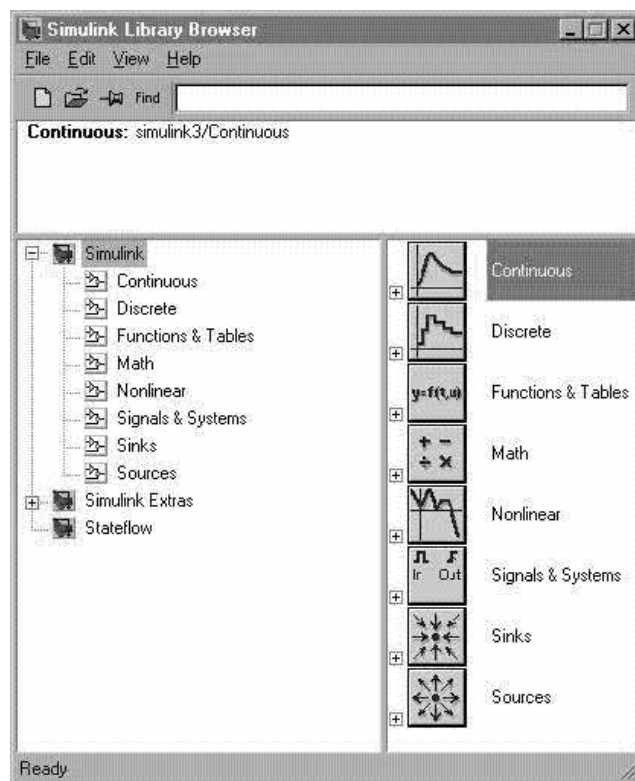 Simulink Library Browser
File Edit View Help
Find
Continuous: simulink3/Continuous
Simulink
Continuous
Discrete
Functions & Tables
Math
Nonlinear
Signals & Systems
Sinks
Sources
Simulink Extras
Stateflow
Continuous
Discrete
y=f(t,u) Functions & Tables
Math
Nonlinear
In Out Signals & Systems
Sinks
Sources
Ready